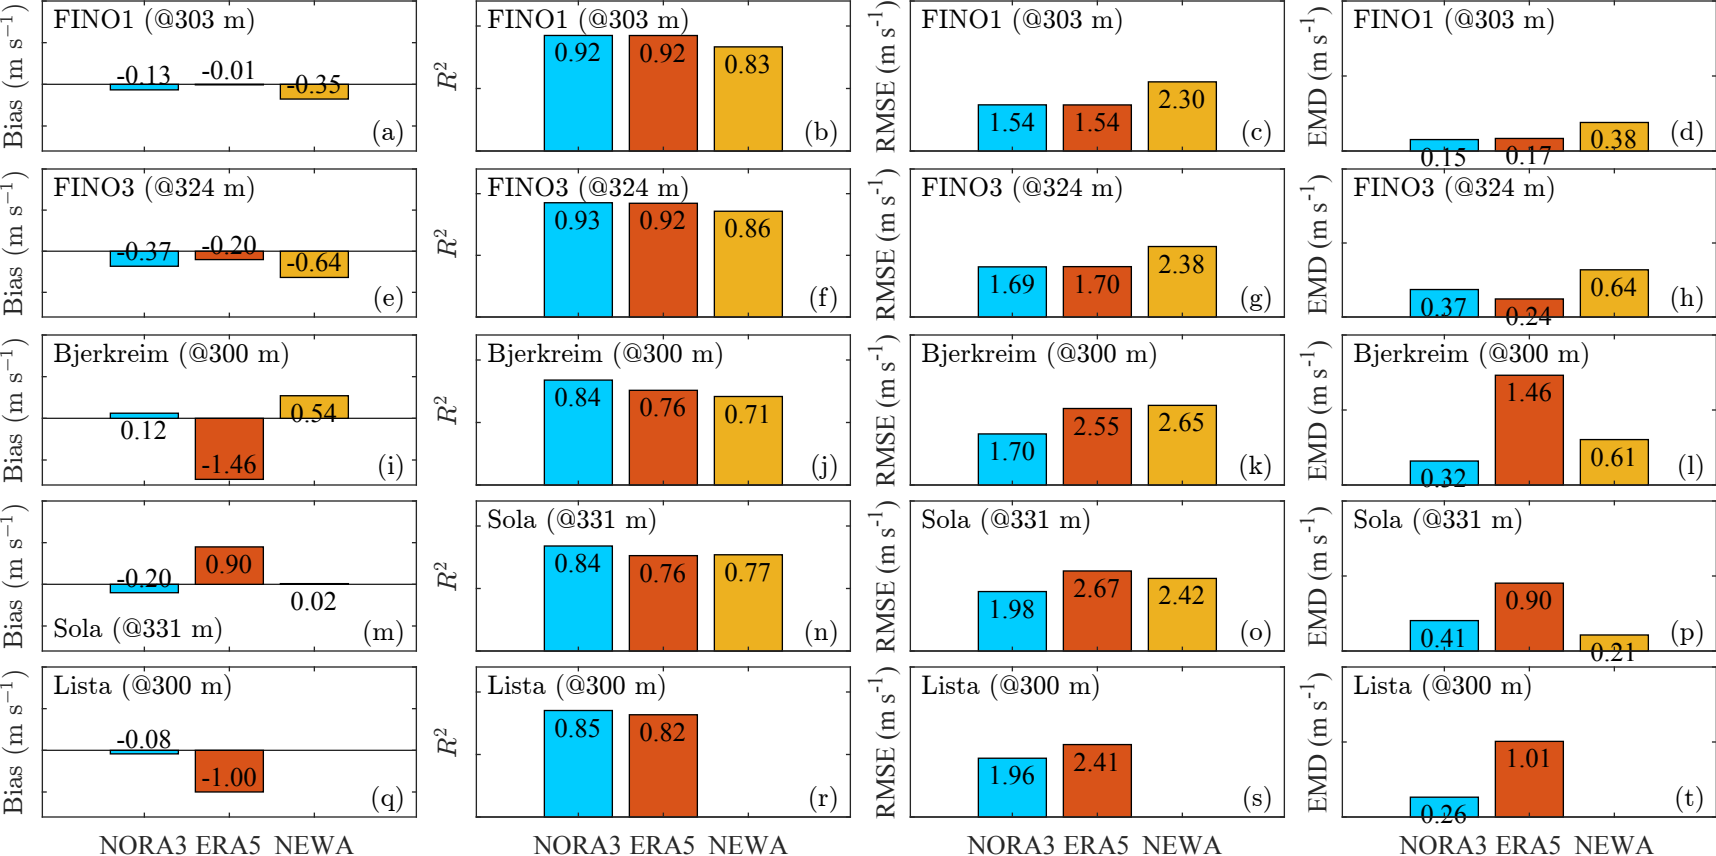 FINO1 (@303 m)
Bias (m s⁻¹)
-0.13 -0.01 -0.35
(a)
FINO1 (@303 m)
R²
0.92 0.92 0.83
(b)
FINO1 (@303 m)
RMSE (m s⁻¹)
1.54 1.54 2.30
(c)
FINO1 (@303 m)
EMD (m s⁻¹)
0.15 0.17 0.38
(d)
FINO3 (@324 m)
Bias (m s⁻¹)
-0.37 -0.20 -0.64
(e)
FINO3 (@324 m)
R²
0.93 0.92 0.86
(f)
FINO3 (@324 m)
RMSE (m s⁻¹)
1.69 1.70 2.38
(g)
FINO3 (@324 m)
EMD (m s⁻¹)
0.37 0.24 0.64
(h)
Bjerkreim (@300 m)
Bias (m s⁻¹)
0.12 -1.46 0.54
(i)
Bjerkreim (@300 m)
R²
0.84 0.76 0.71
(j)
Bjerkreim (@300 m)
RMSE (m s⁻¹)
1.70 2.55 2.65
(k)
Bjerkreim (@300 m)
EMD (m s⁻¹)
0.32 1.46 0.61
(l)
Bias (m s⁻¹)
-0.20 0.90 0.02
Sola (@331 m)
(m)
Sola (@331 m)
R²
0.84 0.76 0.77
(n)
Sola (@331 m)
RMSE (m s⁻¹)
1.98 2.67 2.42
(o)
Sola (@331 m)
EMD (m s⁻¹)
0.41 0.90 0.21
(p)
Lista (@300 m)
Bias (m s⁻¹)
-0.08 -1.00
(q)
Lista (@300 m)
R²
0.85 0.82
(r)
Lista (@300 m)
RMSE (m s⁻¹)
1.96 2.41
(s)
Lista (@300 m)
EMD (m s⁻¹)
0.26 1.01
(t)
NORA3 ERA5 NEWA
NORA3 ERA5 NEWA
NORA3 ERA5 NEWA
NORA3 ERA5 NEWA